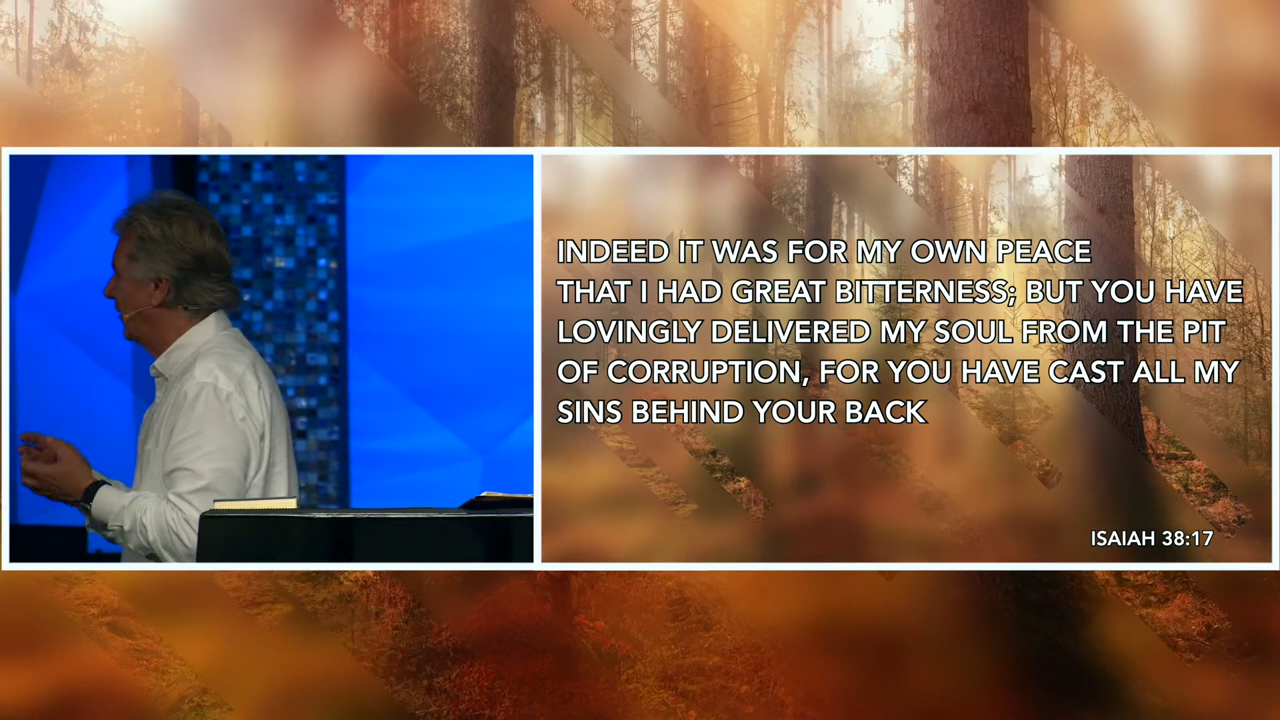 INDEED IT WAS FOR MY OWN PEACE
THAT I HAD GREAT BITTERNESS; BUT YOU HAVE
LOVINGLY DELIVERED MY SOUL FROM THE PIT
OF CORRUPTION, FOR YOU HAVE CAST ALL MY
SINS BEHIND YOUR BACK
ISAIAH 38:17